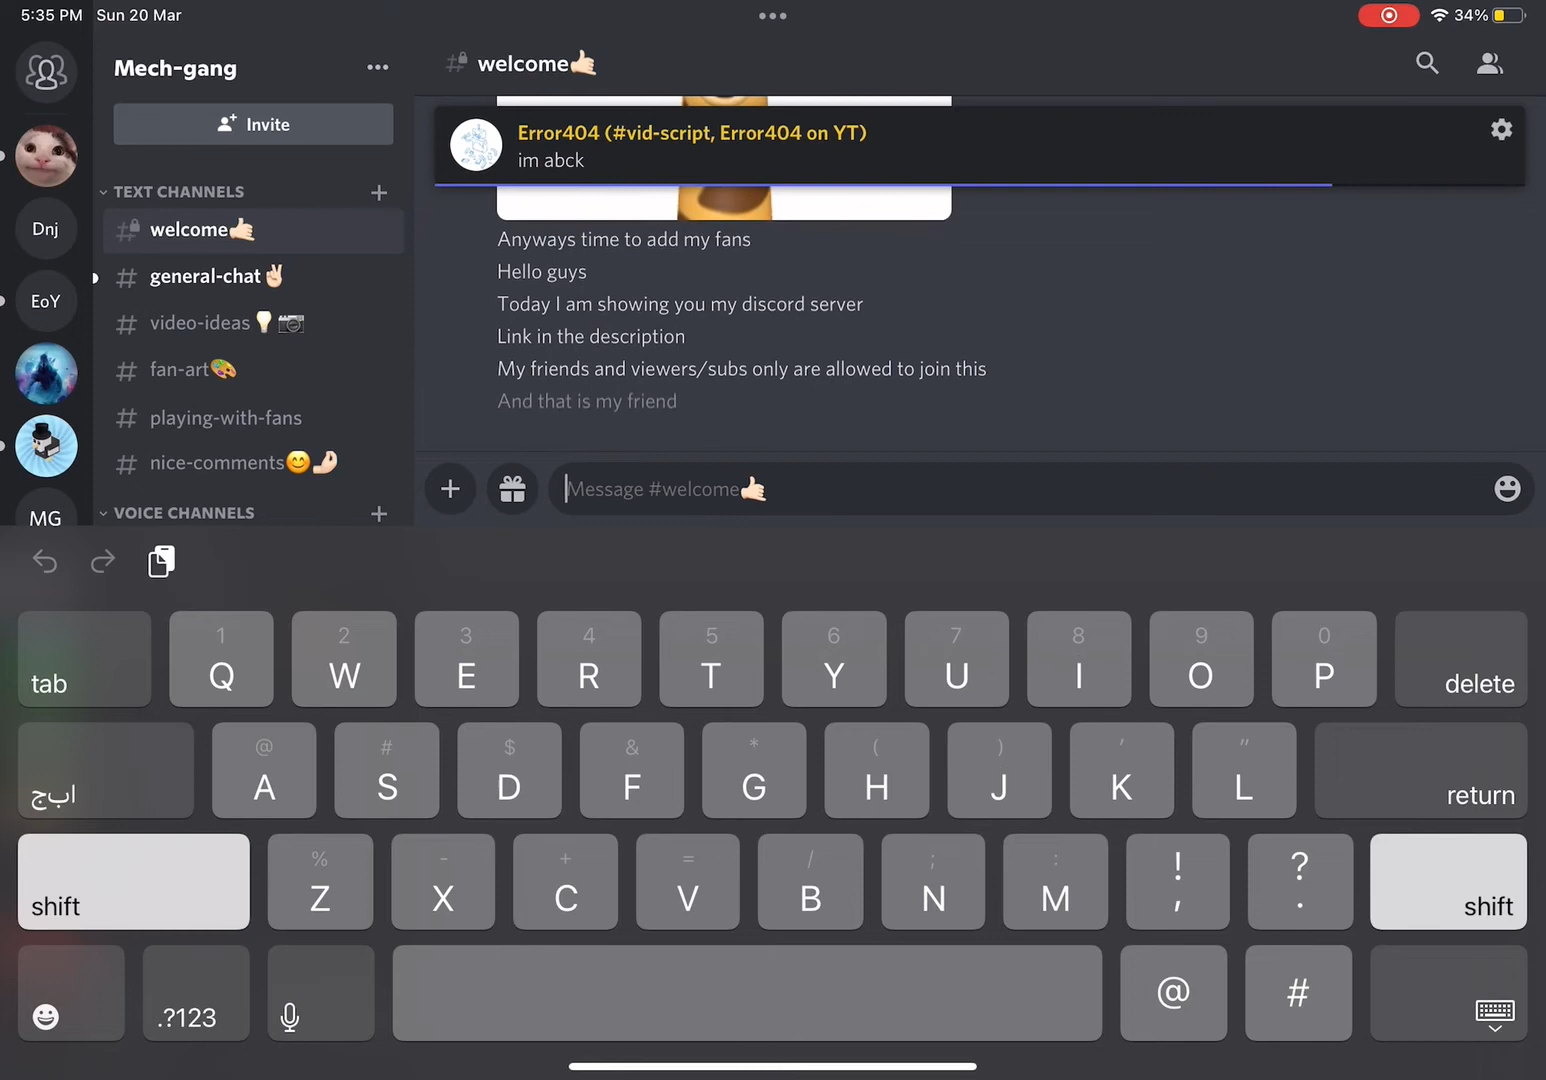 5:35 PM Sun 20 Mar
34%
Mech-gang
Invite
TEXT CHANNELS
welcome🤙🏻
general-chat✌🏻
video-ideas💡📷
fan-art🎨
playing-with-fans
nice-comments😊🤌🏻
VOICE CHANNELS
Dnj
EoY
MG
welcome🤙🏻
Error404 (#vid-script, Error404 on YT)
im abck
Anyways time to add my fans
Hello guys
Today I am showing you my discord server
Link in the description
My friends and viewers/subs only are allowed to join this
And that is my friend
Message #welcome🤙🏻
1 2 3 4 5 6 7 8 9 0
tab Q W E R T Y U I O P delete
@ # $ & * ( ) ' "
ابج A S D F G H J K L return
% - + = / ; : ! ?
shift Z X C V B N M , . shift
.?123 @ #